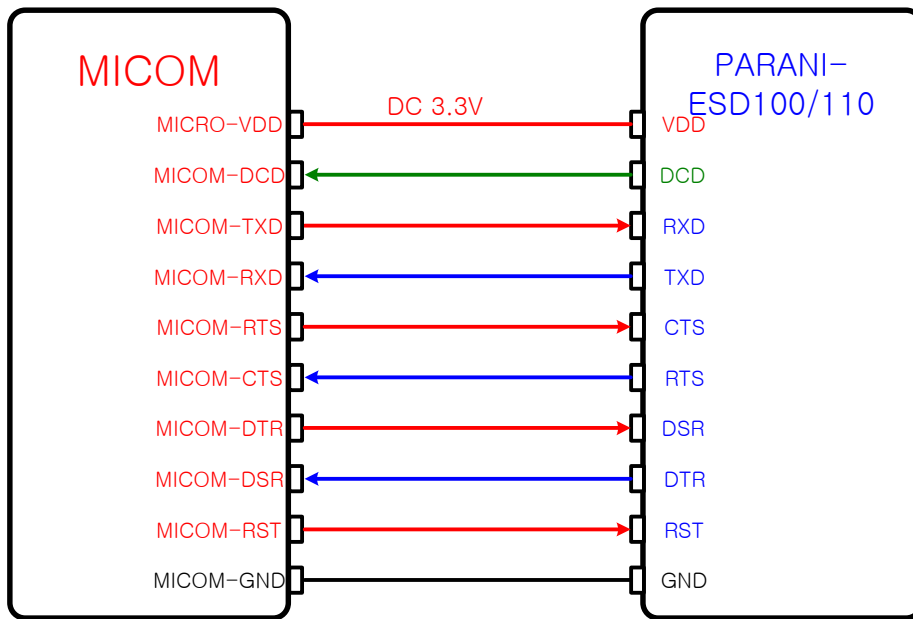 MICOM
PARANI-
ESD100/110
DC 3.3V
MICRO-VDD
VDD
MICOM-DCD
DCD
MICOM-TXD
RXD
MICOM-RXD
TXD
MICOM-RTS
CTS
MICOM-CTS
RTS
MICOM-DTR
DSR
MICOM-DSR
DTR
MICOM-RST
RST
MICOM-GND
GND